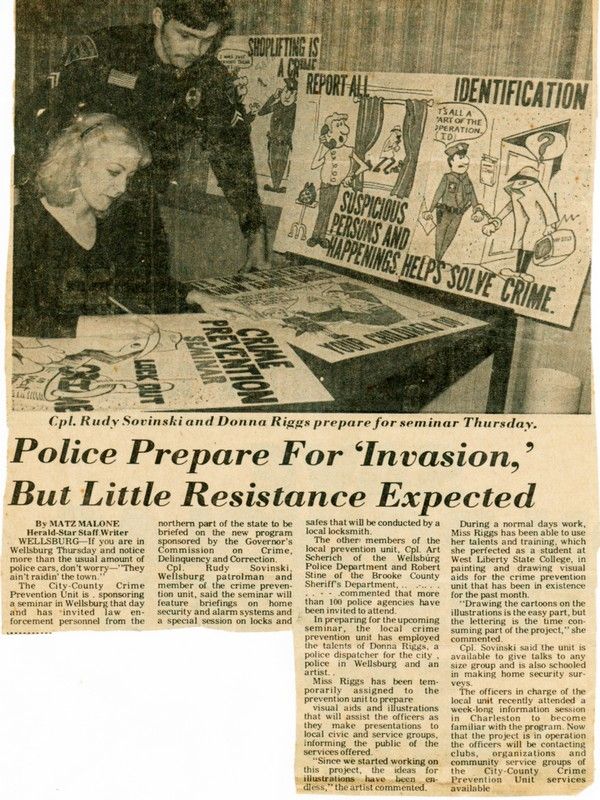 SHOPLIFTING IS
A CRIME
REPORT ALL
SUSPICIOUS
PERSONS AND
HAPPENINGS
IDENTIFICATION
IT'S ALL A
PART OF THE
OPERATION
I.D.!
?
HELPS SOLVE CRIME.
YOUR CHILDREN DO
CRIME
PREVENTION
SEMINAR
Cpl. Rudy Sovinski and Donna Riggs prepare for seminar Thursday.
Police Prepare For ‘Invasion,’
But Little Resistance Expected
By MATZ MALONE
Herald-Star Staff Writer
WELLSBURG—If you are in
Wellsburg Thursday and notice
more than the usual amount of
police cars, don't worry—"They
ain't raidin' the town."
The City-County Crime
Prevention Unit is . sponsoring
a seminar in Wellsburg that day
and has invited law en-
forcement personnel from the
northern part of the state to be
briefed on the new program
sponsored by the Governor's
Commission on Crime,
Delinquency and Correction.
Cpl. Rudy Sovinski,
Wellsburg patrolman and
member of the crime preven-
tion unit, said the seminar will
feature briefings on home
security and alarm systems and
a special session on locks and
safes that will be conducted by a
local locksmith.
The other members of the
local prevention unit, Cpl. Art
Scherich of the Wellsburg
Police Department and Robert
Stine of the Brooke County
Sheriff's Department,
commented that more
than 100 police agencies have
been invited to attend.
In preparing for the upcoming
seminar, the local crime
prevention unit has employed
the talents of Donna Riggs, a
police dispatcher for the city
police in Wellsburg and an
artist. .
Miss Riggs has been tem-
porarily assigned to the
prevention unit to prepare
visual aids and illustrations
that will assist the officers as
they make presentations to
local civic and service groups,
informing the public of the
services offered.
"Since we started working on
this project, the ideas for
illustrations have been en-
dless," the artist commented.
During a normal days work,
Miss Riggs has been able to use
her talents and training, which
she perfected as a student at
West Liberty State College, in
painting and drawing visual
aids for the crime prevention
unit that has been in existence
for the past month.
"Drawing the cartoons on the
illustrations is the easy part, but
the lettering is the time con-
suming part of the project," she
commented.
Cpl. Sovinski said the unit is
available to give talks to any
size group and is also schooled
in making home security sur-
veys.
The officers in charge of the
local unit recently attended a
week-long information session
in Charleston to become
familiar with the program. Now
that the project is in operation
the officers will be contacting
clubs, organizations and
community service groups of
the City-County Crime
Prevention Unit services
available